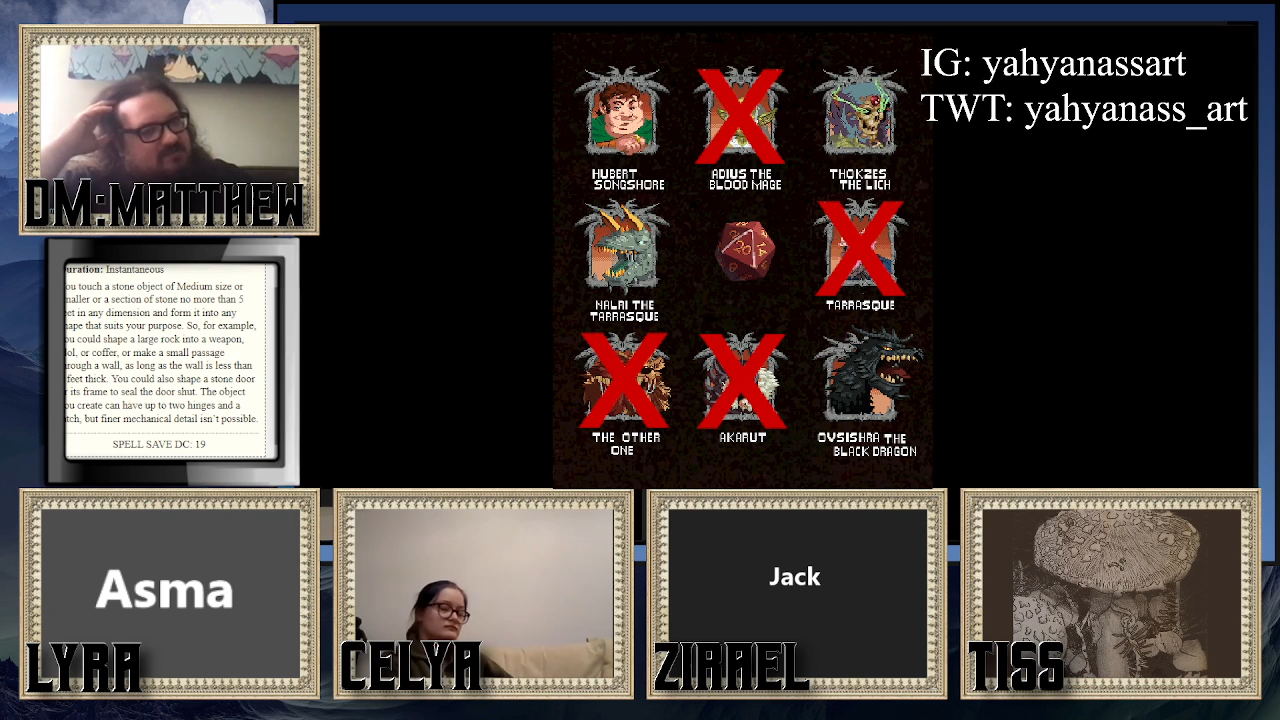 IG: yahyanassart
TWT: yahyanass_art
DM:MATTHEW
HUBERT
SONGSHORE
ADIUS THE
BLOOD MAGE
THOKZES
THE LICH
NALRI THE
TARRASQUE
TARRASQUE
THE OTHER
ONE
AKARUT
OVSISHRA THE
BLACK DRAGON
20
uration: Instantaneous
ou touch a stone object of Medium size or
naller or a section of stone no more than 5
et in any dimension and form it into any
ape that suits your purpose. So, for example,
ou could shape a large rock into a weapon,
ol, or coffer, or make a small passage
rough a wall, as long as the wall is less than
feet thick. You could also shape a stone door
r its frame to seal the door shut. The object
ou create can have up to two hinges and a
tch, but finer mechanical detail isn't possible.
SPELL SAVE DC: 19
Asma
LYRA
CELYA
Jack
ZIRAEL
TISS